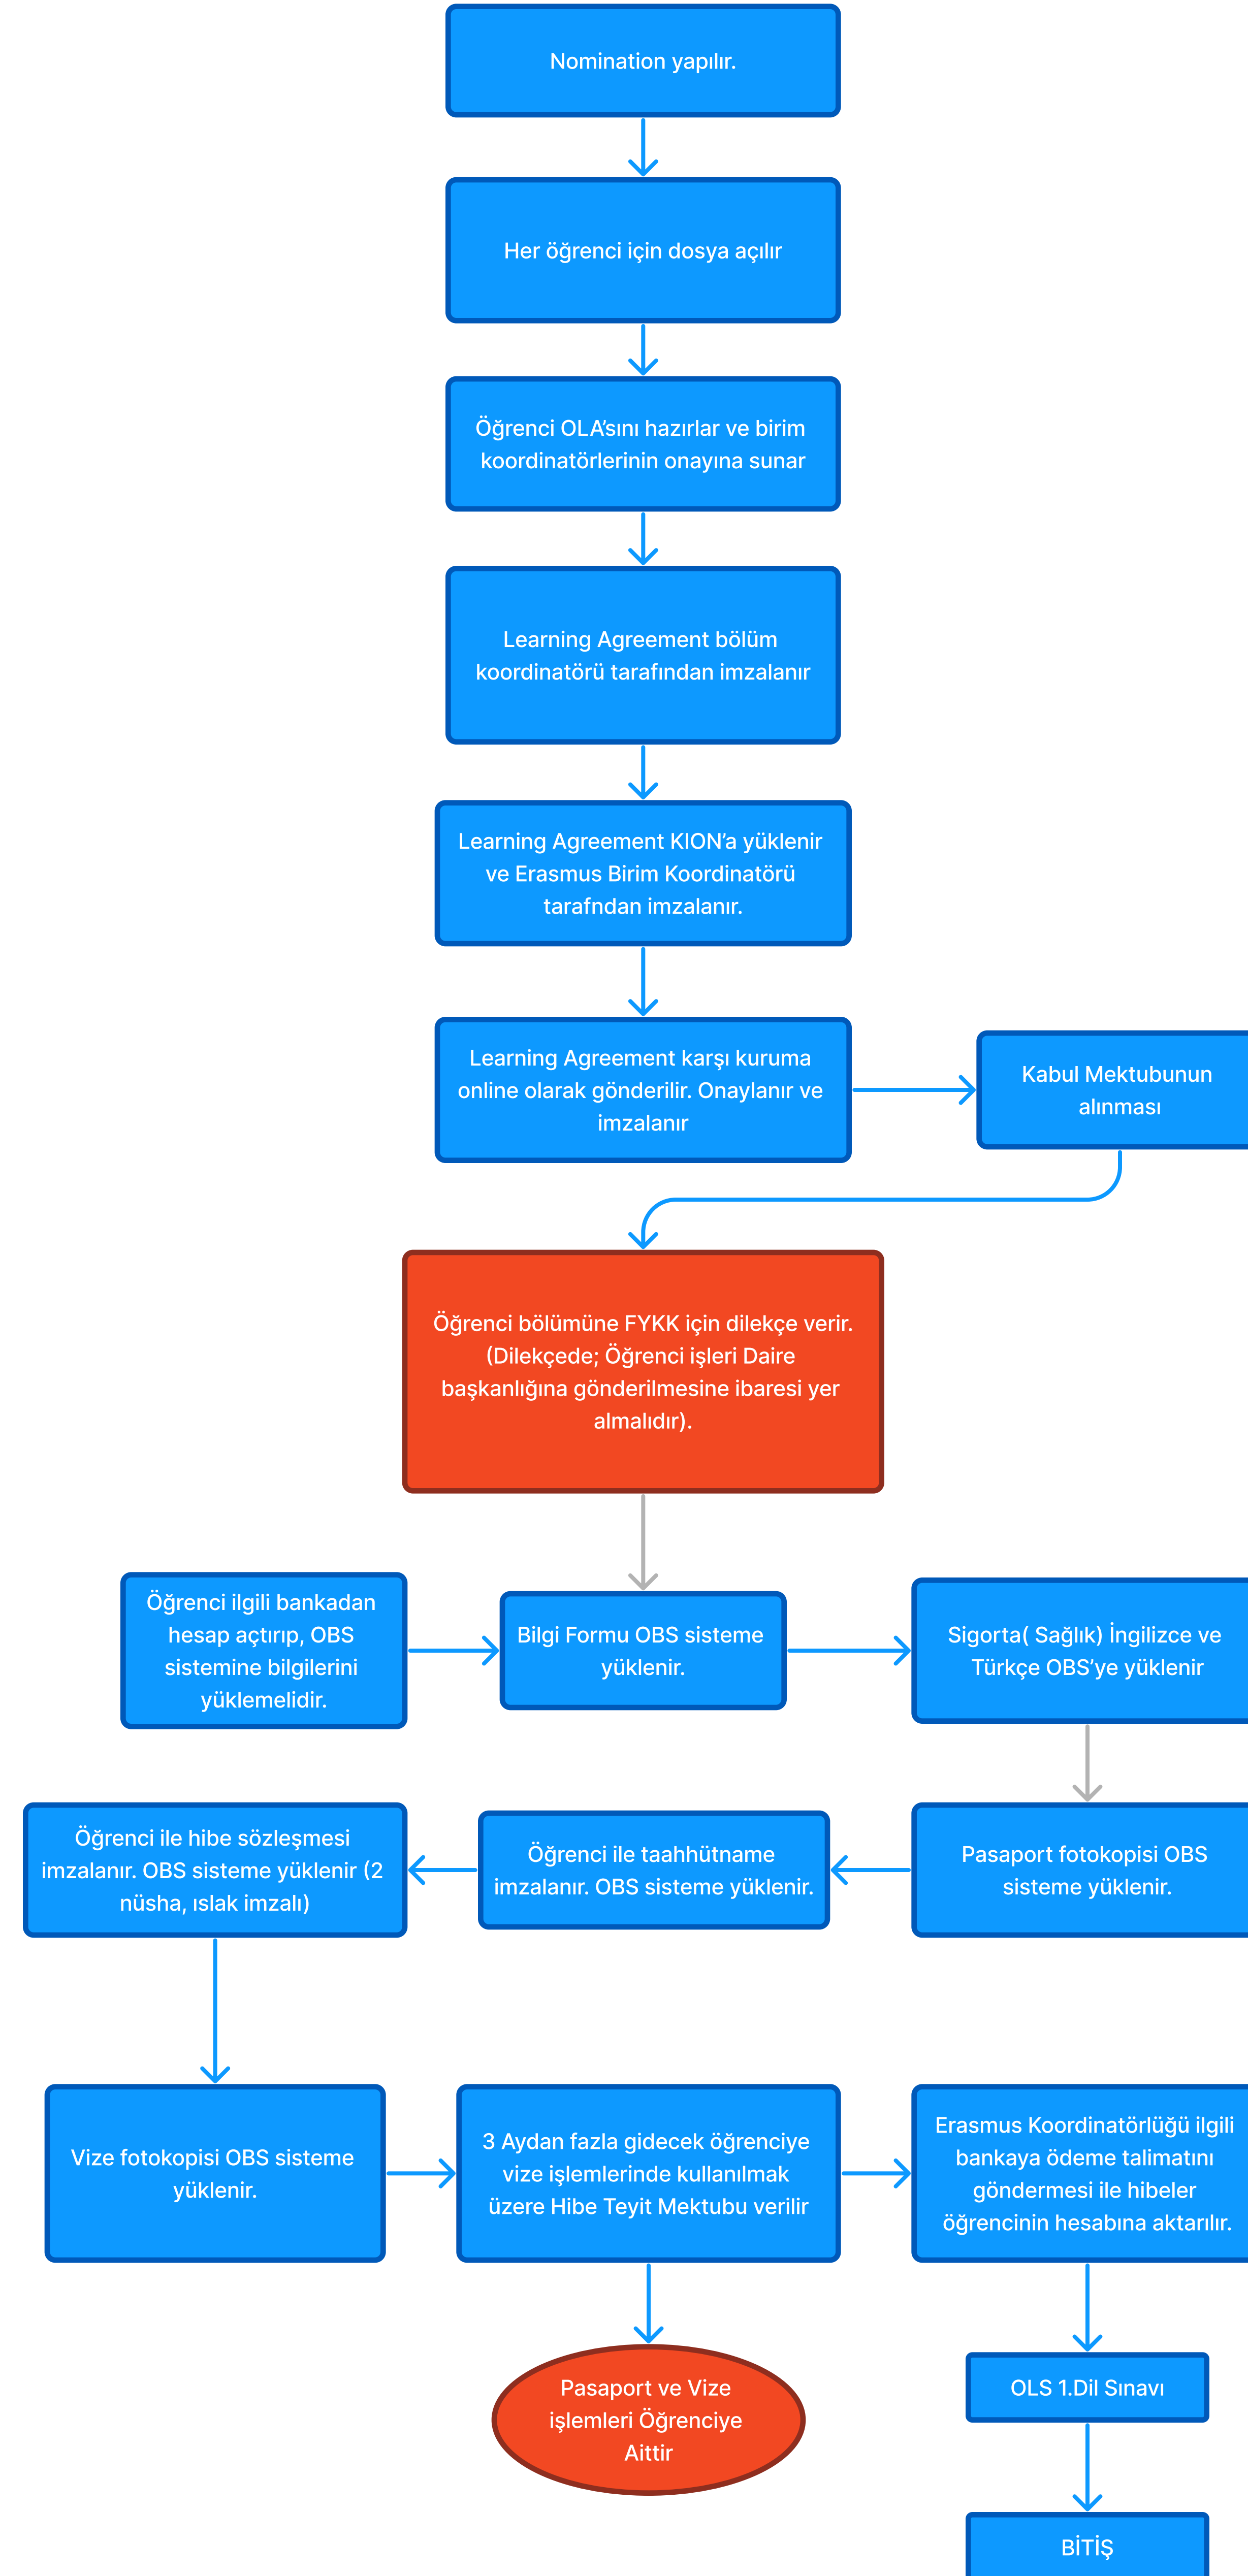 Nomination yapılır.
Her öğrenci için dosya açılır
Öğrenci OLA’sını hazırlar ve birim
koordinatörlerinin onayına sunar
Learning Agreement bölüm
koordinatörü tarafından imzalanır
Learning Agreement KION’a yüklenir
ve Erasmus Birim Koordinatörü
tarafndan imzalanır.
Learning Agreement karşı kuruma
online olarak gönderilir. Onaylanır ve
imzalanır
Kabul Mektubunun
alınması
Öğrenci bölümüne FYKK için dilekçe verir.
(Dilekçede; Öğrenci işleri Daire
başkanlığına gönderilmesine ibaresi yer
almalıdır).
Öğrenci ilgili bankadan
hesap açtırıp, OBS
sistemine bilgilerini
yüklemelidir.
Bilgi Formu OBS sisteme
yüklenir.
Sigorta( Sağlık) İngilizce ve
Türkçe OBS’ye yüklenir
Pasaport fotokopisi OBS
sisteme yüklenir.
Öğrenci ile taahhütname
imzalanır. OBS sisteme yüklenir.
Öğrenci ile hibe sözleşmesi
imzalanır. OBS sisteme yüklenir (2
nüsha, ıslak imzalı)
Vize fotokopisi OBS sisteme
yüklenir.
3 Aydan fazla gidecek öğrenciye
vize işlemlerinde kullanılmak
üzere Hibe Teyit Mektubu verilir
Erasmus Koordinatörlüğü ilgili
bankaya ödeme talimatını
göndermesi ile hibeler
öğrencinin hesabına aktarılır.
Pasaport ve Vize
işlemleri Öğrenciye
Aittir
OLS 1.Dil Sınavı
BİTİŞ